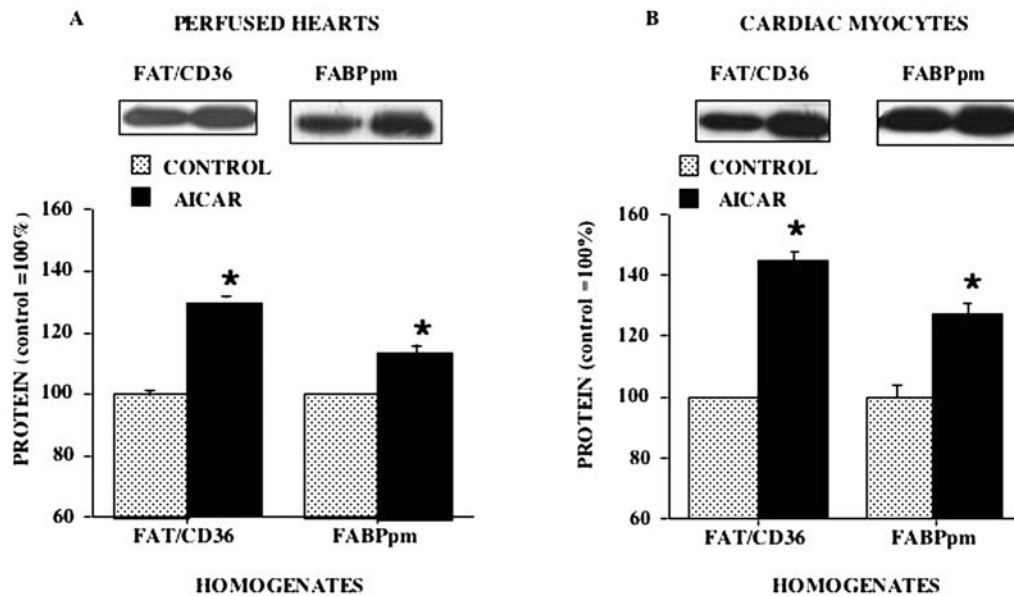 A PERFUSED HEARTS
FAT/CD36 FABPpm
CONTROL
AICAR
PROTEIN (control =100%)
160
140
120
100
80
60
*
*
FAT/CD36 FABPpm
HOMOGENATES
B CARDIAC MYOCYTES
FAT/CD36 FABPpm
CONTROL
AICAR
PROTEIN (control =100%)
160
140
120
100
80
60
*
*
FAT/CD36 FABPpm
HOMOGENATES